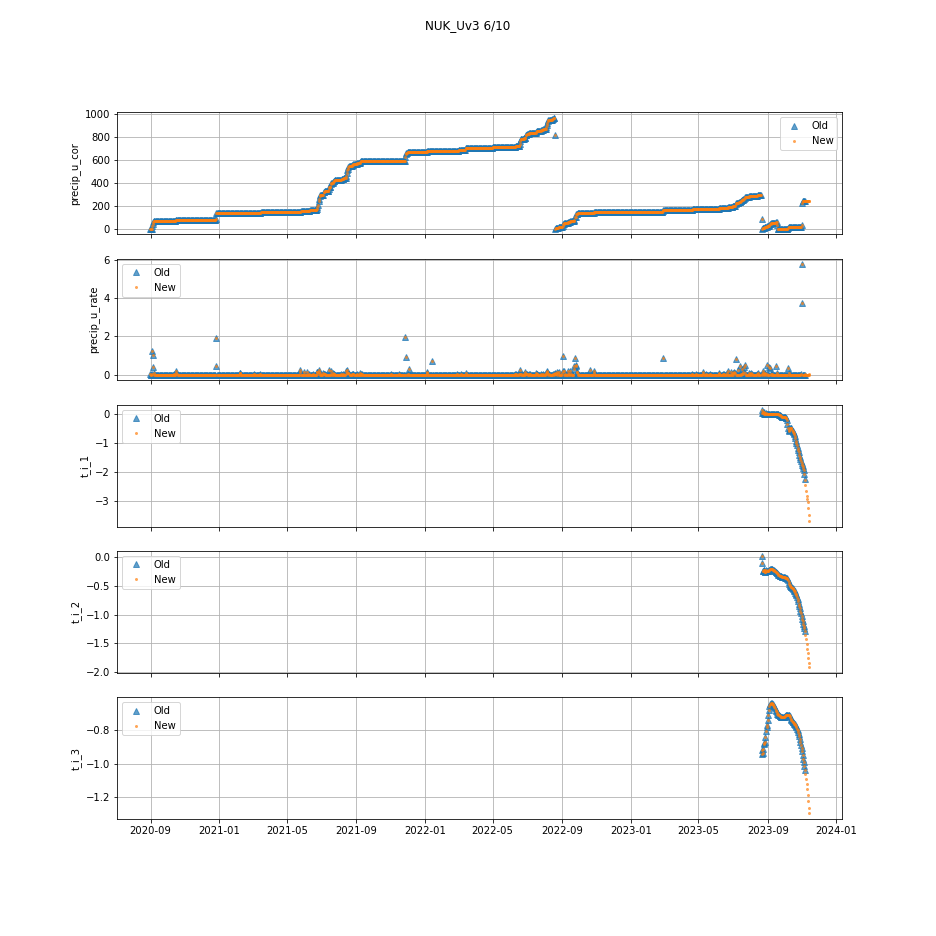 NUK_Uv3 6/10
precip_u_cor
1000
800
600
400
200
0
Old
New
precip_u_rate
6
4
2
0
Old
New
t_i_1
0
−1
−2
−3
Old
New
t_i_2
0.0
−0.5
−1.0
−1.5
−2.0
Old
New
t_i_3
−0.8
−1.0
−1.2
Old
New
2020-09 2021-01 2021-05 2021-09 2022-01 2022-05 2022-09 2023-01 2023-05 2023-09 2024-01